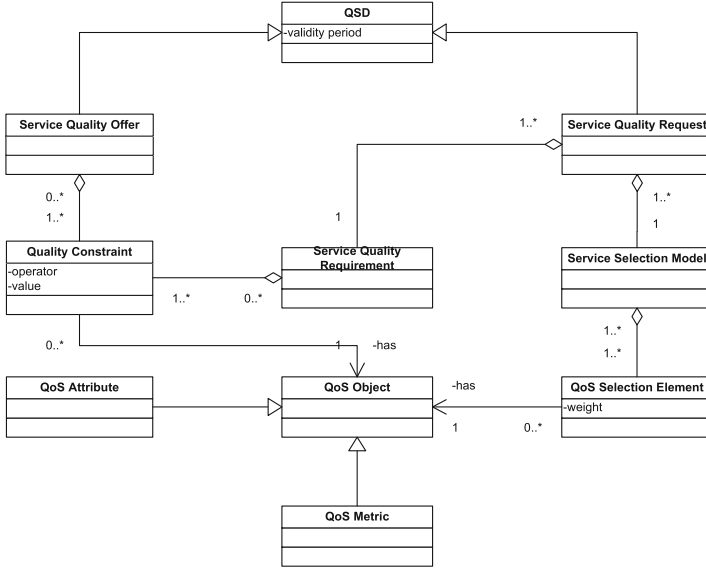 QSD
-validity period
Service Quality Offer
1..*
Service Quality Request
0..*
1..*
1..*
1
1
Quality Constraint
-operator
-value
Service Quality
Requirement
Service Selection Model
1..*
0..*
1..*
1..*
0..*
1
-has
QoS Attribute
QoS Object
-has
QoS Selection Element
-weight
1
0..*
QoS Metric